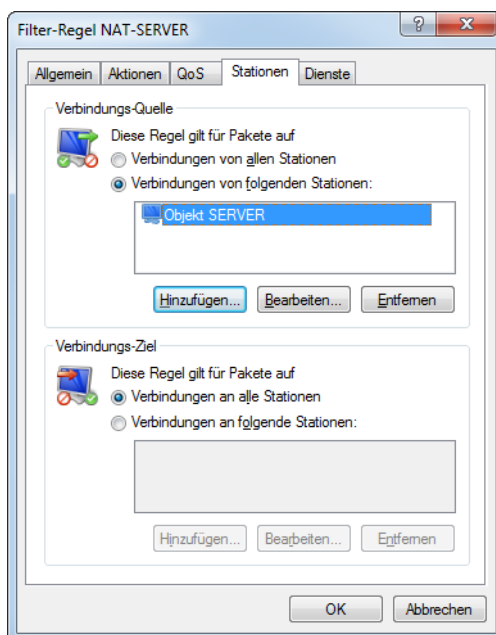 Filter-Regel NAT-SERVER
Allgemein Aktionen QoS Stationen Dienste
Verbindungs-Quelle
Diese Regel gilt für Pakete auf
Verbindungen von allen Stationen
Verbindungen von folgenden Stationen:
Objekt SERVER
Hinzufügen... Bearbeiten... Entfernen
Verbindungs-Ziel
Diese Regel gilt für Pakete auf
Verbindungen an alle Stationen
Verbindungen an folgende Stationen:
Hinzufügen... Bearbeiten... Entfernen
OK Abbrechen